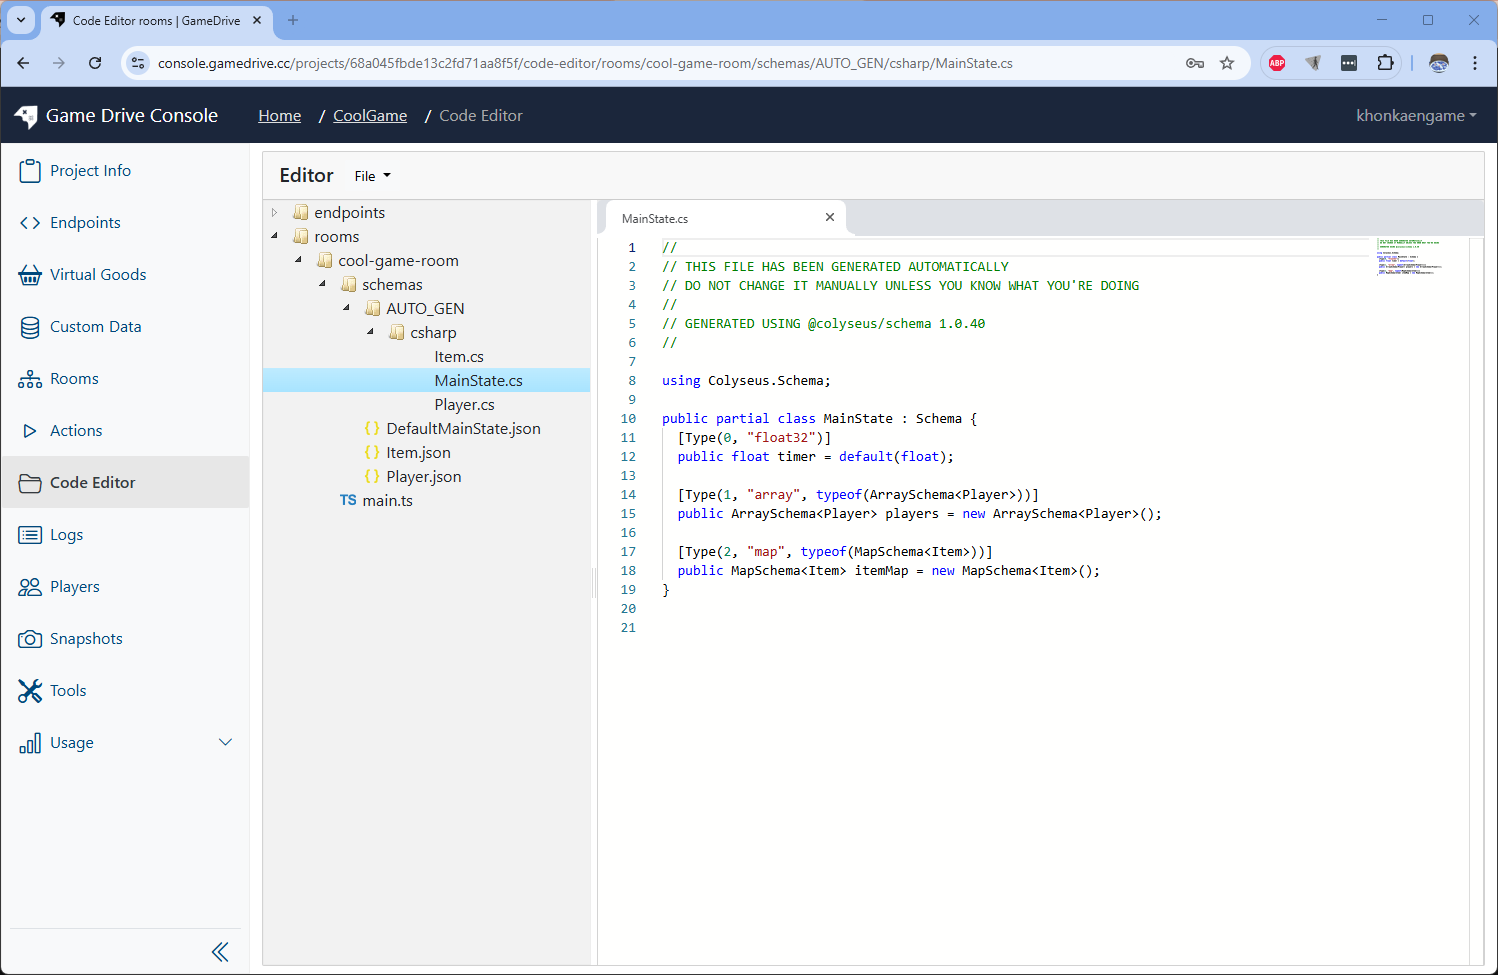 Code Editor rooms | GameDrive
console.gamedrive.cc/projects/68a045fbde13c2fd71aa8f5f/code-editor/rooms/cool-game-room/schemas/AUTO_GEN/csharp/MainState.cs
ABP
Game Drive Console
Home / CoolGame / Code Editor
khonkaengame
Project Info
Endpoints
Virtual Goods
Custom Data
Rooms
Actions
Code Editor
Logs
Players
Snapshots
Tools
Usage
Editor File
endpoints
rooms
cool-game-room
schemas
AUTO_GEN
csharp
Item.cs
MainState.cs
Player.cs
{ } DefaultMainState.json
{ } Item.json
{ } Player.json
TS main.ts
MainState.cs
1 //
2 // THIS FILE HAS BEEN GENERATED AUTOMATICALLY
3 // DO NOT CHANGE IT MANUALLY UNLESS YOU KNOW WHAT YOU'RE DOING
4 //
5 // GENERATED USING @colyseus/schema 1.0.40
6 //
7
8 using Colyseus.Schema;
9
10 public partial class MainState : Schema {
11 [Type(0, "float32")]
12 public float timer = default(float);
13
14 [Type(1, "array", typeof(ArraySchema<Player>))]
15 public ArraySchema<Player> players = new ArraySchema<Player>();
16
17 [Type(2, "map", typeof(MapSchema<Item>))]
18 public MapSchema<Item> itemMap = new MapSchema<Item>();
19 }
20
21